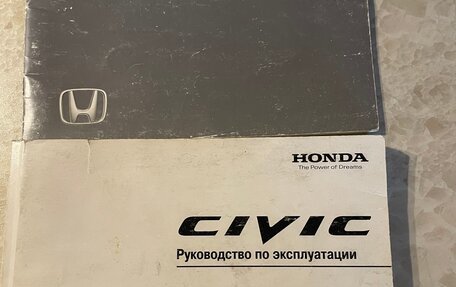 HONDA
The Power of Dreams
CIVIC
Руководство по эксплуатации